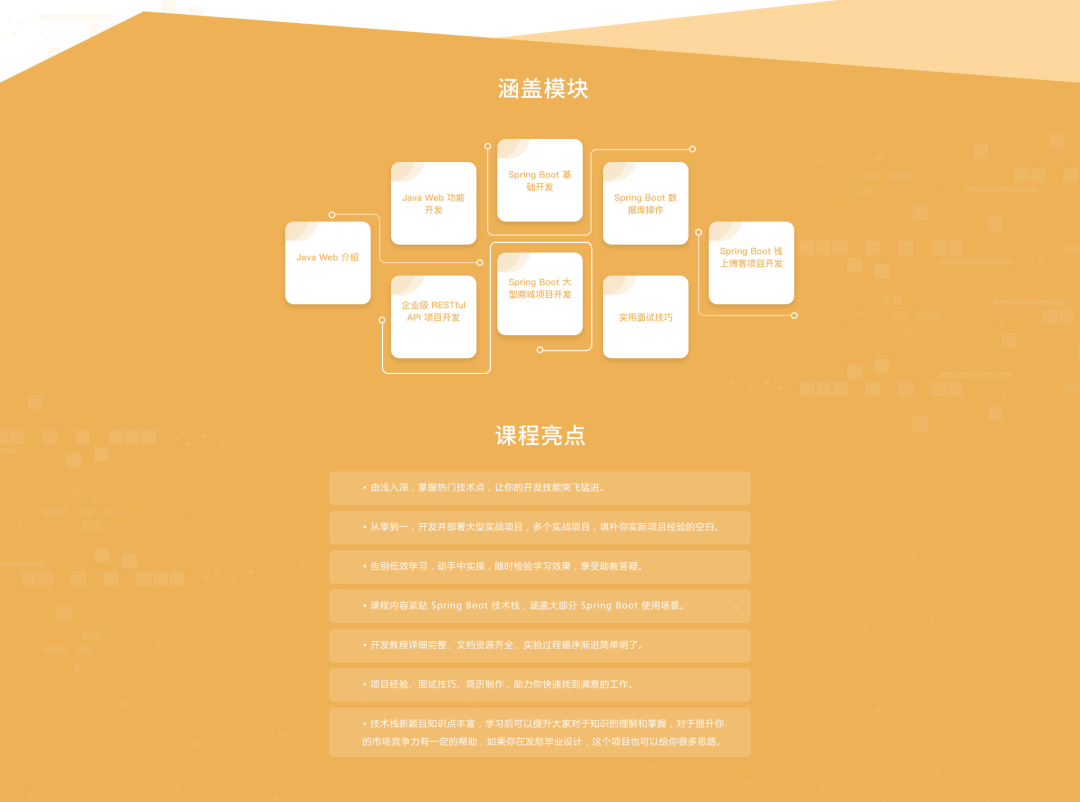 涵盖模块
Java Web 介绍
Java Web 功能
开发
企业级 RESTful
API 项目开发
Spring Boot 基
础开发
Spring Boot 大
型商城项目开发
Spring Boot 数
据库操作
实用面试技巧
Spring Boot 线
上博客项目开发
课程亮点
• 由浅入深，掌握热门技术点，让你的开发技能突飞猛进。
• 从零到一，开发并部署大型实战项目，多个实战项目，填补你实际项目经验的空白。
• 告别低效学习，动手中实操，随时检验学习效果，享受助教答疑。
• 课程内容紧贴 Spring Boot 技术栈，涵盖大部分 Spring Boot 使用场景。
• 开发教程详细完整、文档资源齐全、实验过程循序渐进简单明了。
• 项目经验、面试技巧、简历制作，助力你快速找到满意的工作。
• 技术栈新颖且知识点丰富，学习后可以提升大家对于知识的理解和掌握，对于提升你
的市场竞争力有一定的帮助，如果你在发愁毕业设计，这个项目也可以给你很多思路。